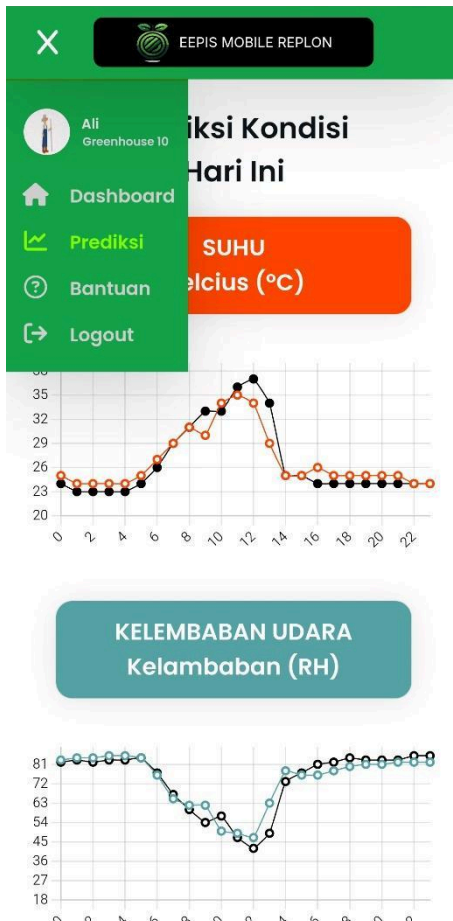 EEPIS MOBILE REPLON
iksi Kondisi
Hari Ini
Ali
Greenhouse 10
Dashboard
Prediksi
Bantuan
Logout
SUHU
elcius (°C)
35
32
29
26
23
20
0 2 4 6 8 10 12 14 16 18 20 22
KELEMBABAN UDARA
Kelambaban (RH)
81
72
63
54
45
36
27
18